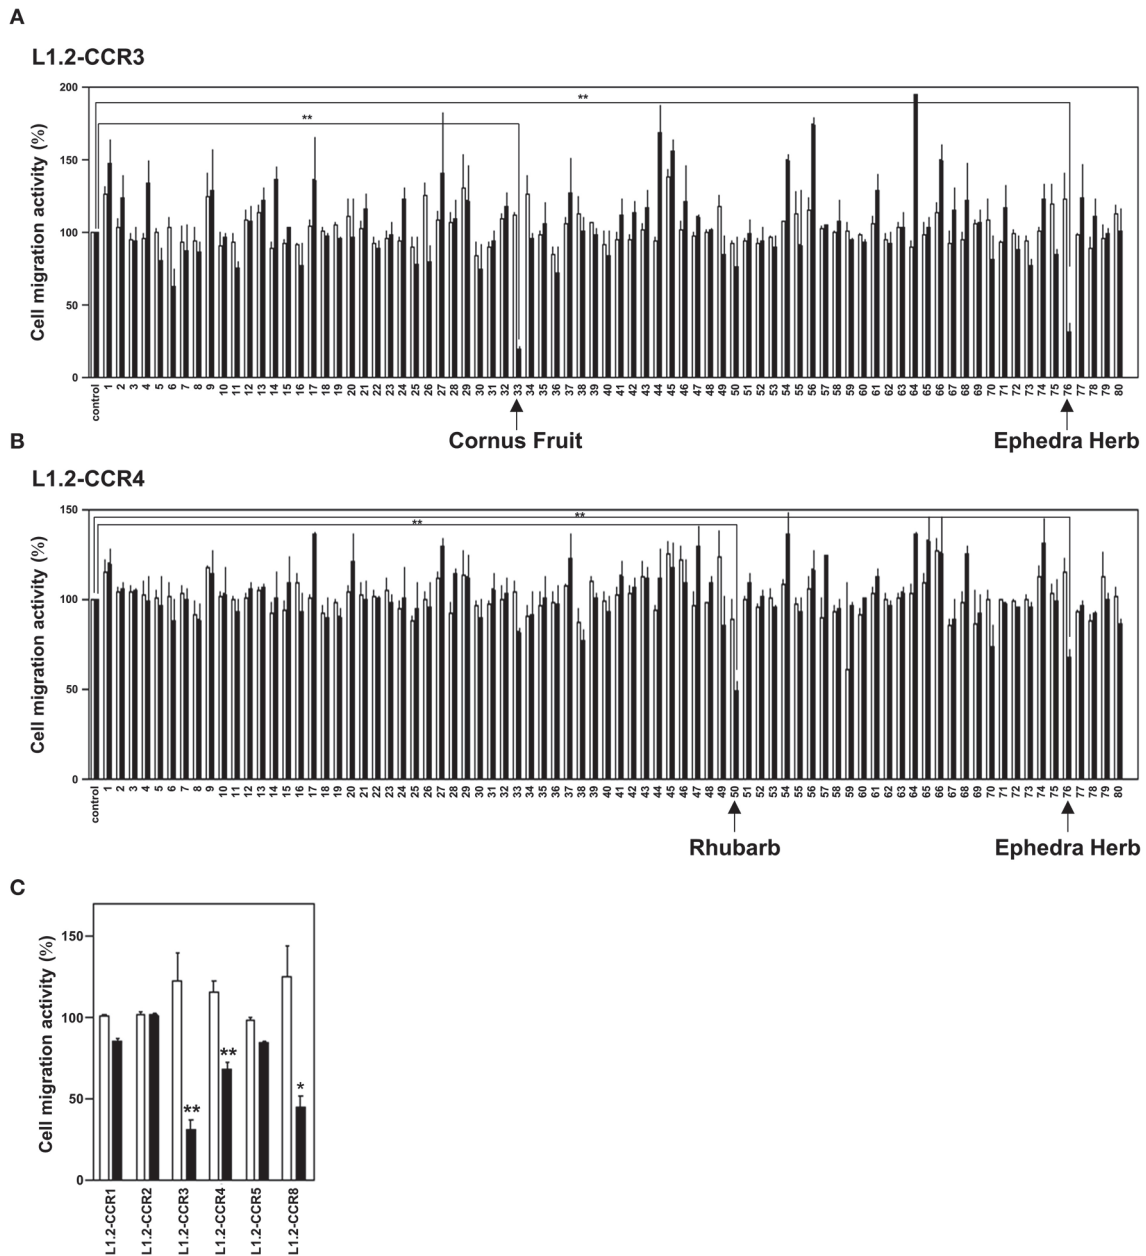 A
L1.2-CCR3
Cell migration activity (%)
200
150
100
50
0
**
**
control 1 2 3 4 5 6 7 8 9 10 11 12 13 14 15 16 17 18 19 20 21 22 23 24 25 26 27 28 29 30 31 32 33 34 35 36 37 38 39 40 41 42 43 44 45 46 47 48 49 50 51 52 53 54 55 56 57 58 59 60 61 62 63 64 65 66 67 68 69 70 71 72 73 74 75 76 77 78 79 80
Cornus Fruit
Ephedra Herb
B
L1.2-CCR4
Cell migration activity (%)
150
100
50
0
**
**
control 1 2 3 4 5 6 7 8 9 10 11 12 13 14 15 16 17 18 19 20 21 22 23 24 25 26 27 28 29 30 31 32 33 34 35 36 37 38 39 40 41 42 43 44 45 46 47 48 49 50 51 52 53 54 55 56 57 58 59 60 61 62 63 64 65 66 67 68 69 70 71 72 73 74 75 76 77 78 79 80
Rhubarb
Ephedra Herb
C
Cell migration activity (%)
150
100
50
0
**
**
*
L1.2-CCR1
L1.2-CCR2
L1.2-CCR3
L1.2-CCR4
L1.2-CCR5
L1.2-CCR8